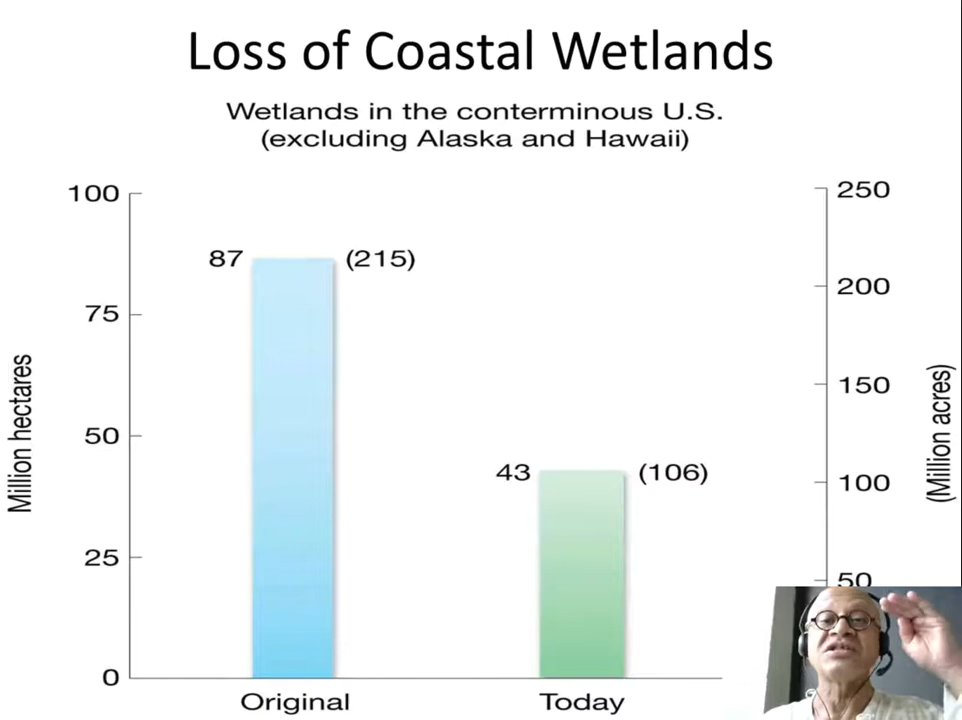 Loss of Coastal Wetlands
Wetlands in the conterminous U.S.
(excluding Alaska and Hawaii)
Million hectares
100
75
50
25
0
87 (215)
43 (106)
Original
Today
250
200
150
100
50
(Million acres)